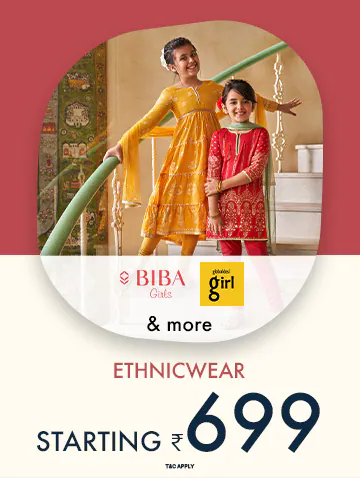 BIBA
Girls
globaldesi
girl
& more
ETHNICWEAR
STARTING ₹699
T&C APPLY